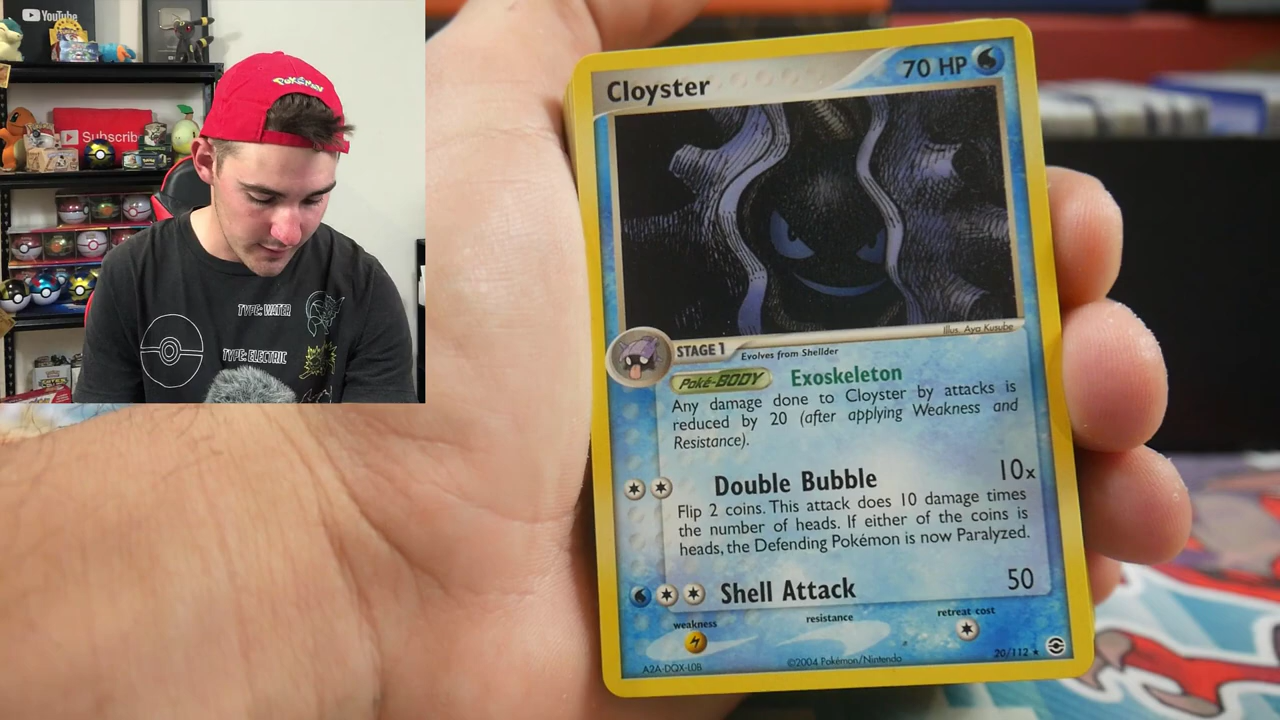 YouTube
Pokémon
Subscrib
TYPE: WATER
TYPE: ELECTRIC
Cloyster
70 HP
Illus. Aya Kusube
STAGE 1
Evolves from Shellder
Poké-BODY
Exoskeleton
Any damage done to Cloyster by attacks is
reduced by 20 (after applying Weakness and
Resistance).
Double Bubble
10x
Flip 2 coins. This attack does 10 damage times
the number of heads. If either of the coins is
heads, the Defending Pokémon is now Paralyzed.
Shell Attack
50
weakness
resistance
retreat cost
A2A-DQX-L0B
©2004 Pokémon/Nintendo
20/112 ★